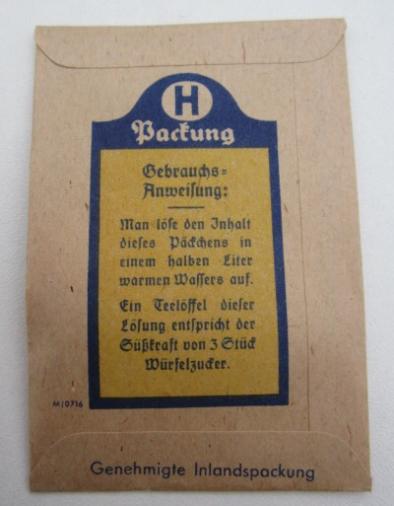 H
Packung
Gebrauchs=
Anweisung:
Man löse den Inhalt
dieses Päckchens in
einem halben Liter
warmen Wassers auf.
Ein Teelöffel dieser
Lösung entspricht der
Süßkraft von 3 Stück
Würfelzucker.
M/0716
Genehmigte Inlandspackung